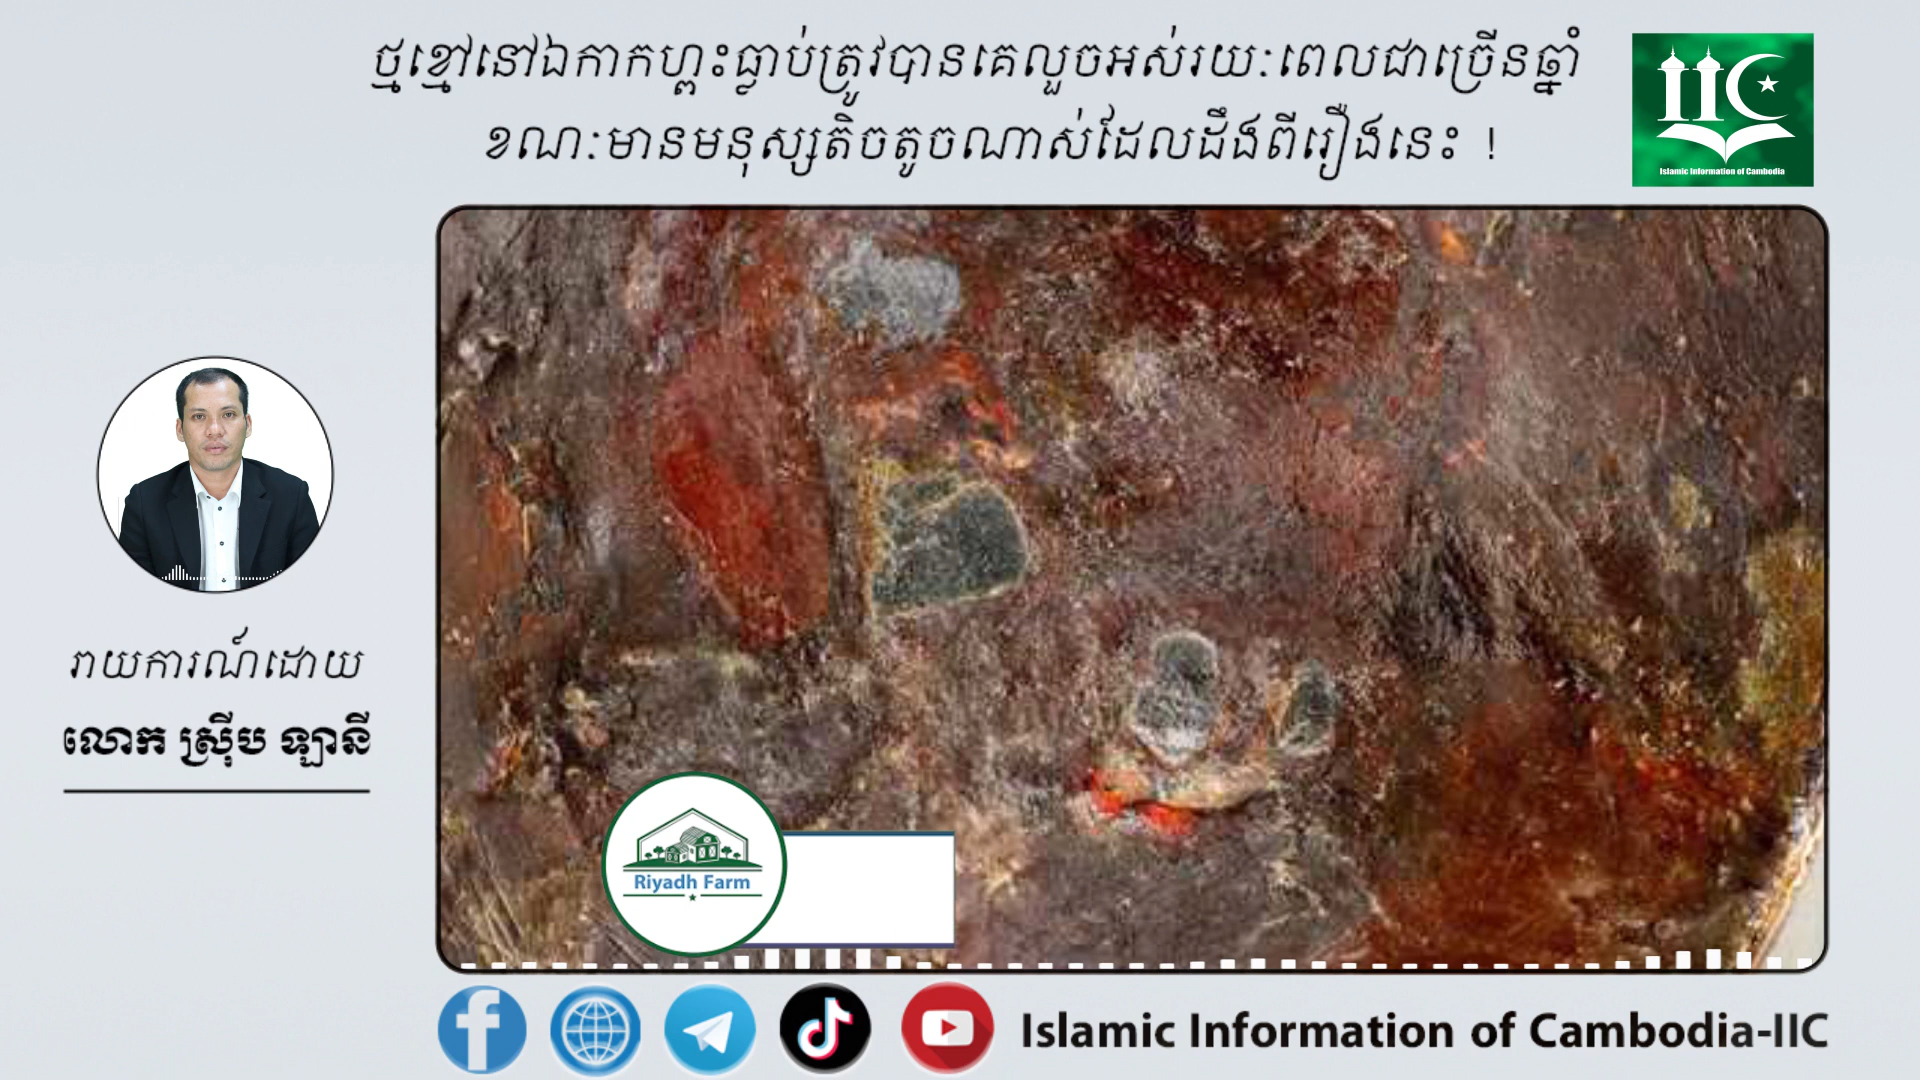 ថ្មខ្មៅនៅឯកាកហ្ពះធ្លាប់ត្រូវបានគេលួចអស់រយៈពេលជាច្រើនឆ្នាំ
ខណៈមានមនុស្សតិចតួចណាស់ដែលដឹងពីរឿងនេះ !
IIC
Islamic Information of Cambodia
រាយការណ៍ដោយ
លោក ស្រ៊ីប ឡានី
Riyadh Farm
Islamic Information of Cambodia-IIC